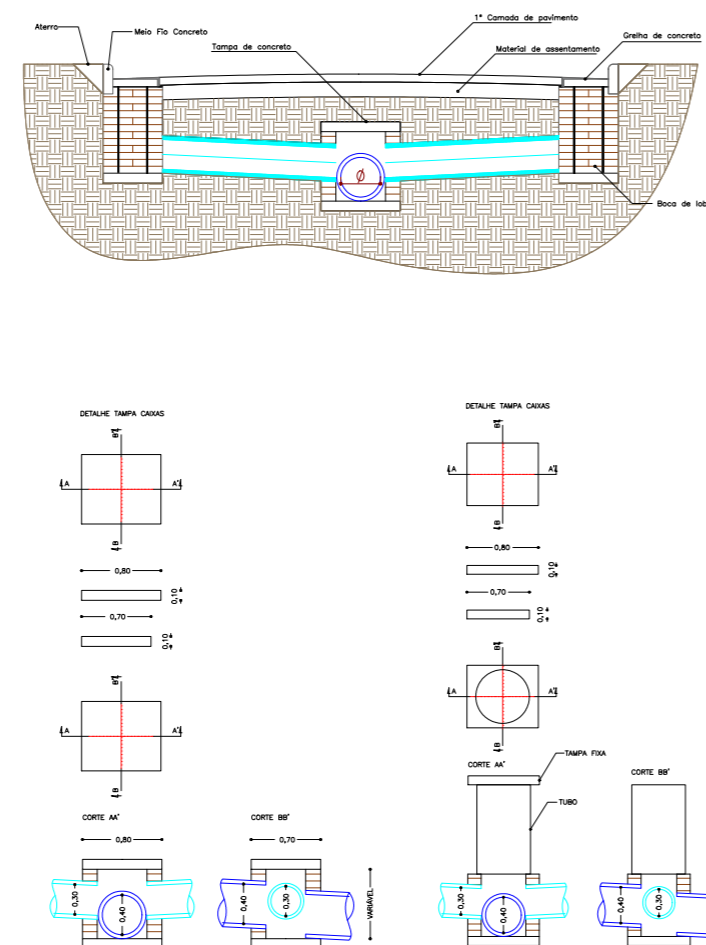 1ª Camada de pavimento
Aterro
Meio Fio Concreto
Grelha de concreto
Tampa de concreto
Material de assentamento
Ø
Boca de lob
DETALHE TAMPA CAIXAS
B'
A
A'
B
0,80
0,10
0,70
0,10
B'
A
A'
B
CORTE AA'
0,80
0,30
0,40
CORTE BB'
0,70
0,40
0,30
VARIÁVEL
DETALHE TAMPA CAIXAS
B'
A
A'
B
0,80
0,10
0,70
0,10
B'
A
A'
B
CORTE AA'
TAMPA FIXA
TUBO
0,30
0,40
CORTE BB'
0,40
0,30